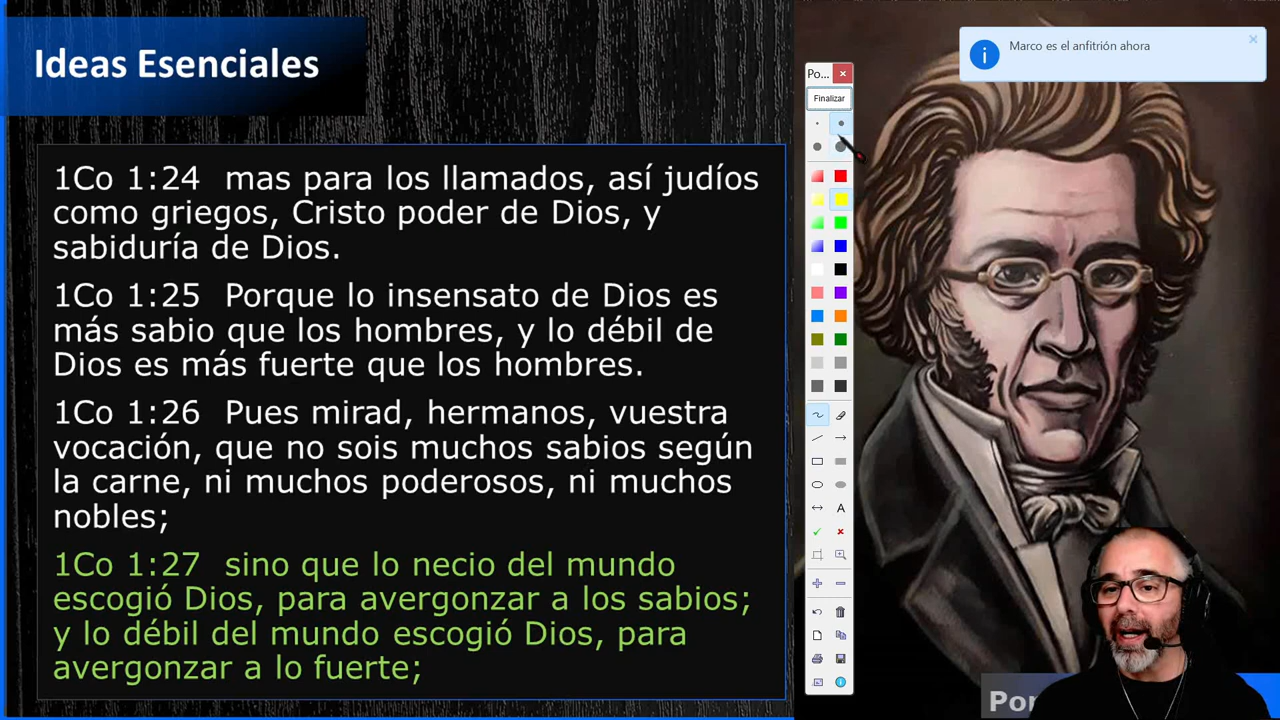 Ideas Esenciales
1Co 1:24 mas para los llamados, así judíos
como griegos, Cristo poder de Dios, y
sabiduría de Dios.
1Co 1:25 Porque lo insensato de Dios es
más sabio que los hombres, y lo débil de
Dios es más fuerte que los hombres.
1Co 1:26 Pues mirad, hermanos, vuestra
vocación, que no sois muchos sabios según
la carne, ni muchos poderosos, ni muchos
nobles;
1Co 1:27 sino que lo necio del mundo
escogió Dios, para avergonzar a los sabios;
y lo débil del mundo escogió Dios, para
avergonzar a lo fuerte;
Marco es el anfitrión ahora
Po...
Finalizar
A